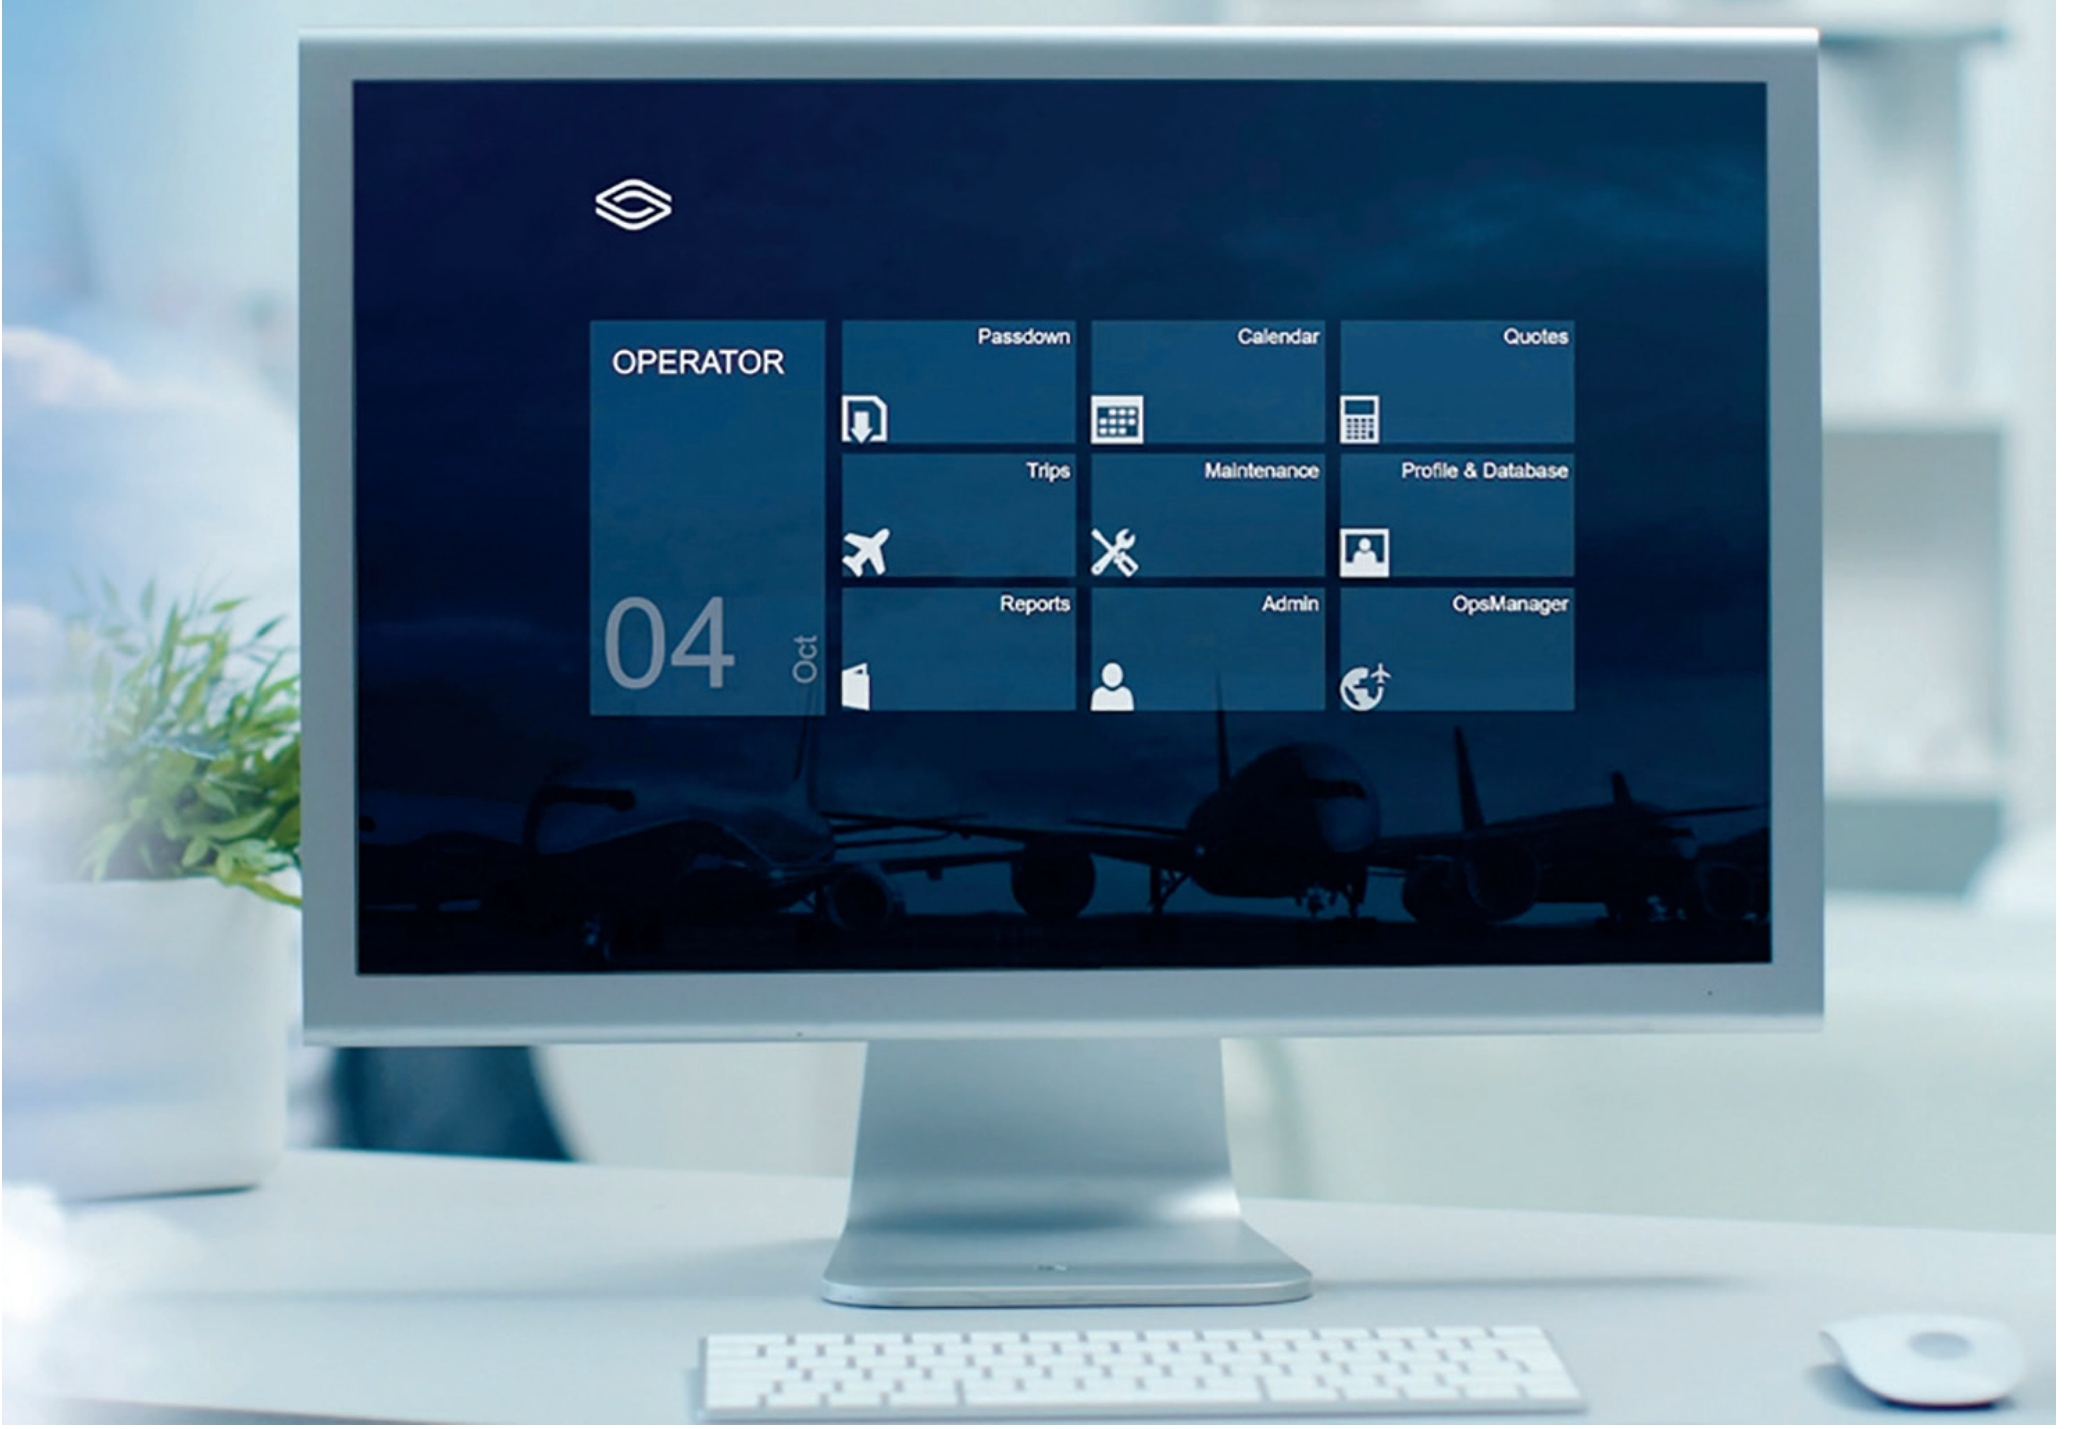 OPERATOR
04
Oct
Passdown
Calendar
Quotes
Trips
Maintenance
Profile & Database
Reports
Admin
OpsManager